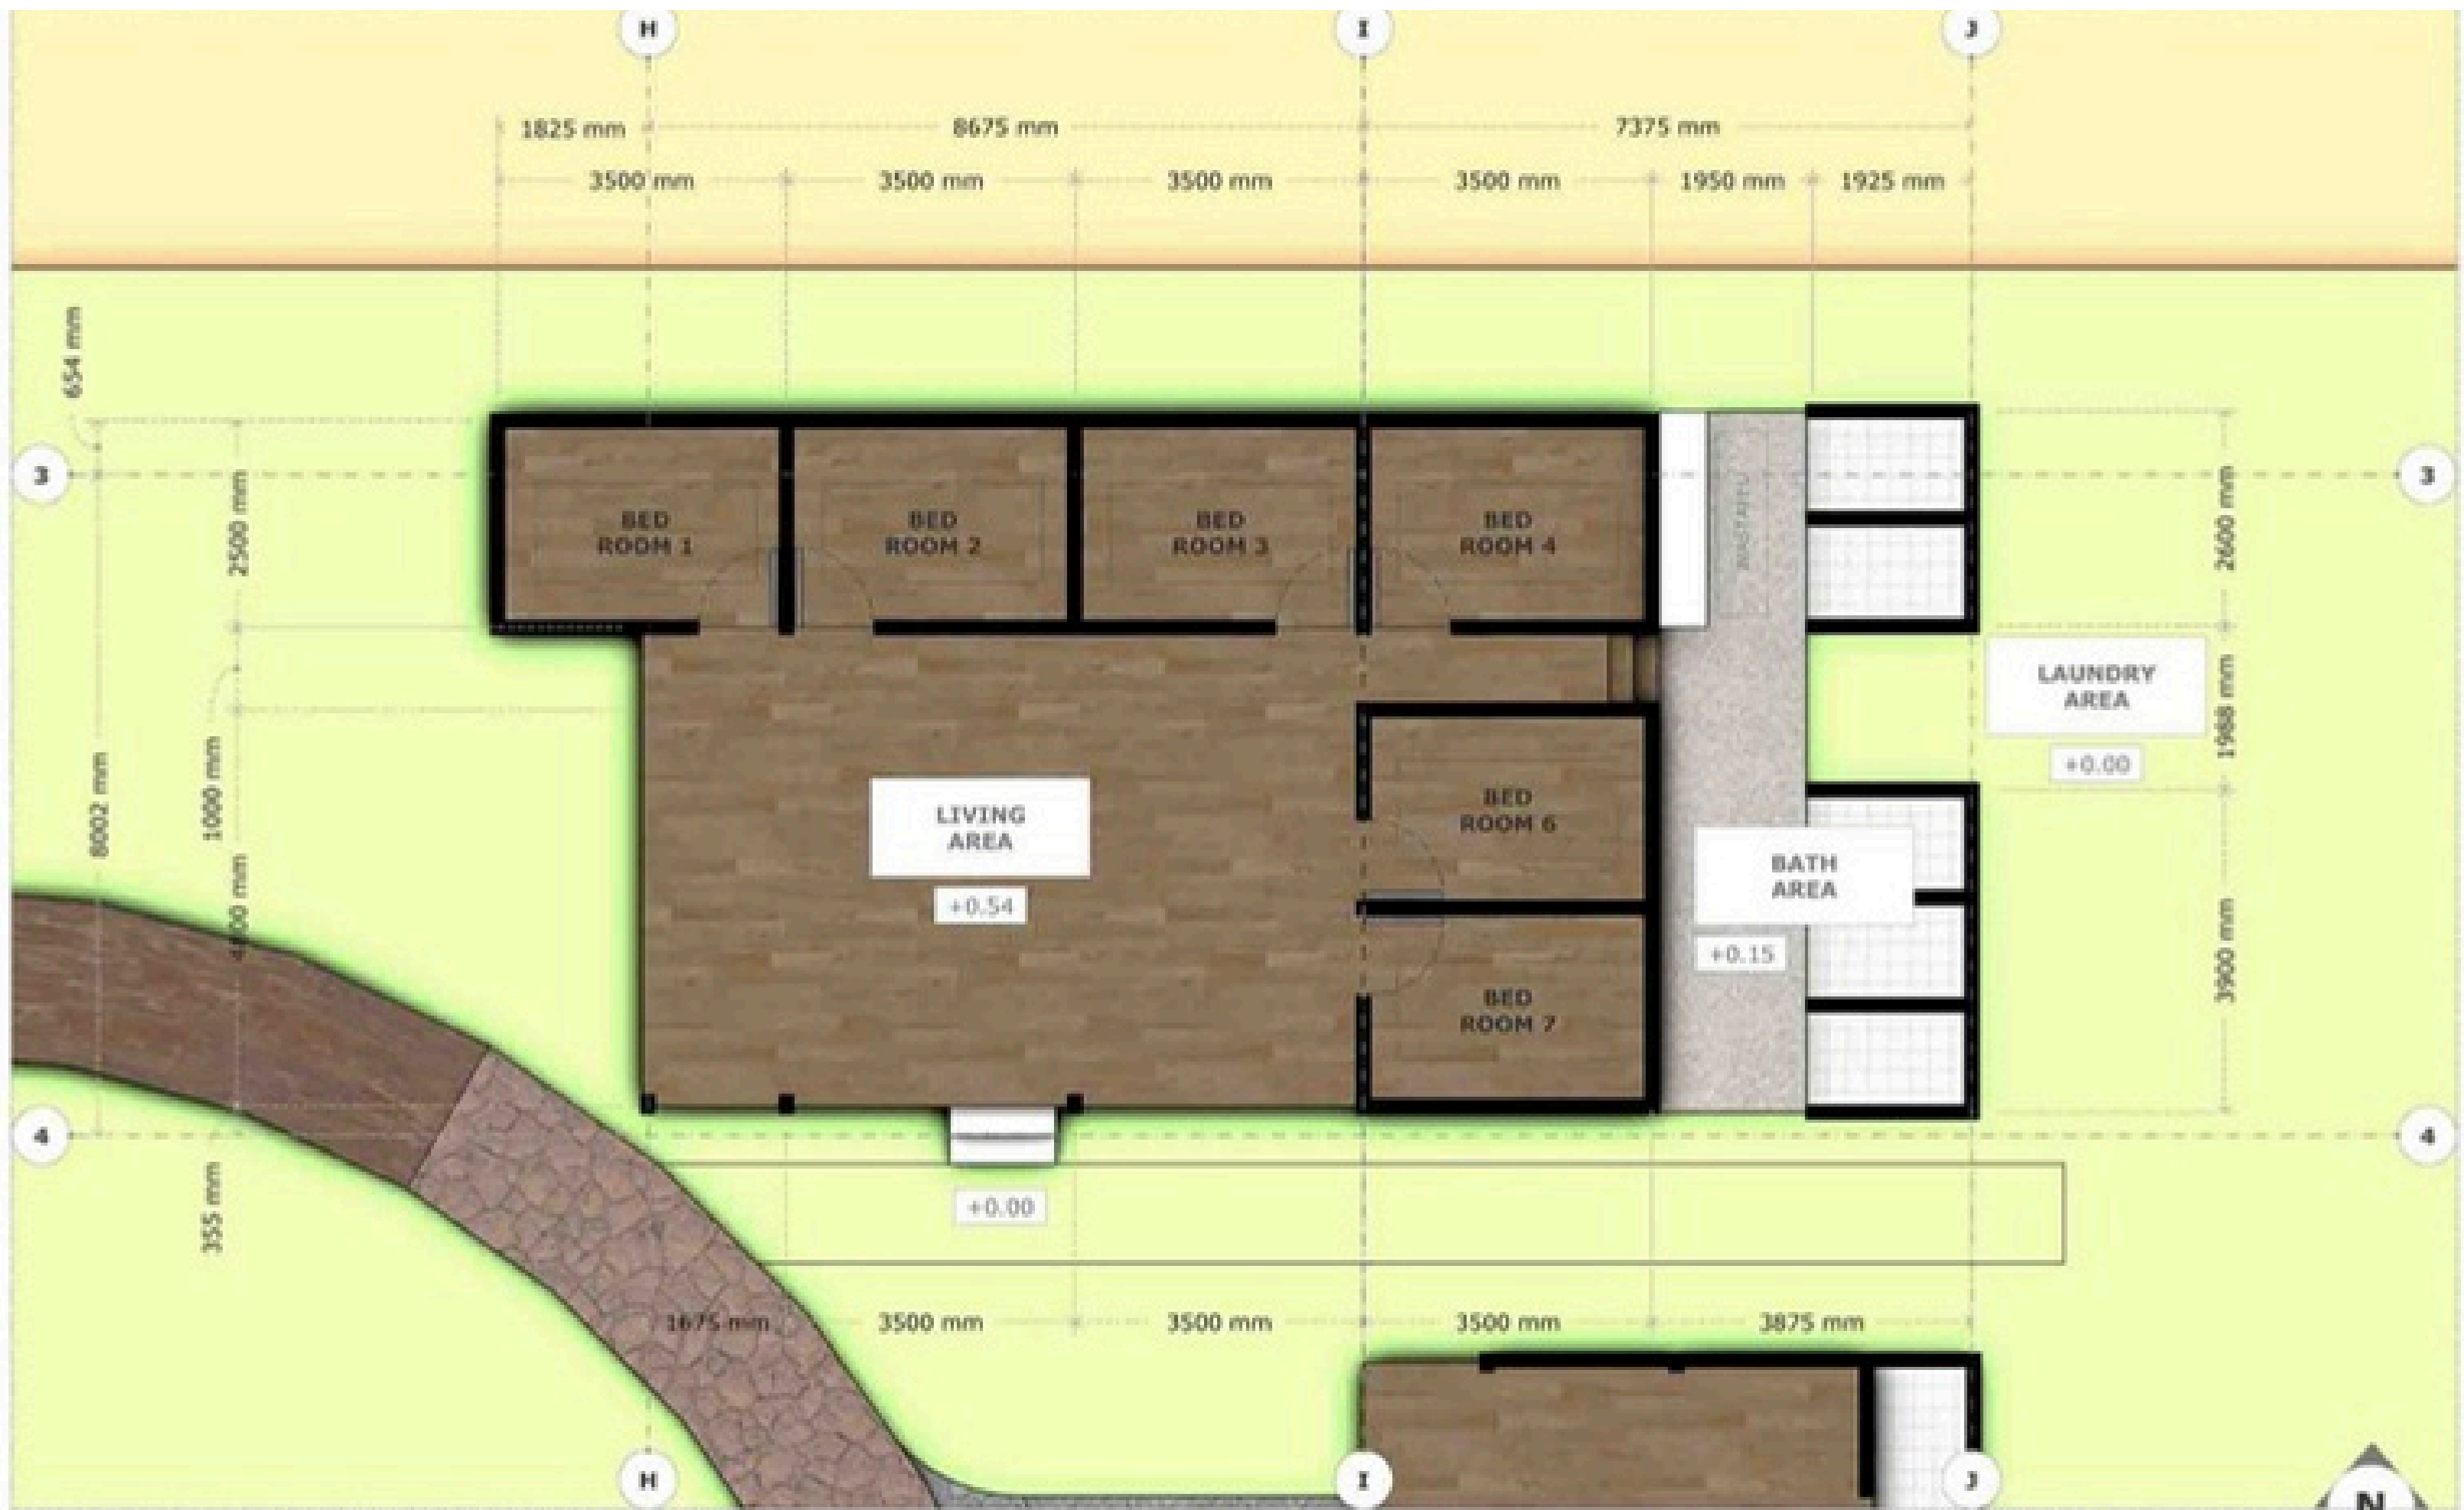 H I J
1825 mm 8675 mm 7375 mm
3500 mm 3500 mm 3500 mm 3500 mm 1950 mm 1925 mm
654 mm
3 3
2500 mm
2600 mm
BED
ROOM 1
BED
ROOM 2
BED
ROOM 3
BED
ROOM 4
LAUNDRY
AREA
+0.00
1988 mm
8002 mm
1000 mm
LIVING
AREA
+0.54
BED
ROOM 6
BATH
AREA
+0.15
3900 mm
BED
ROOM 7
4 4
355 mm
+0.00
1675 mm 3500 mm 3500 mm 3500 mm 3875 mm
H I J
N